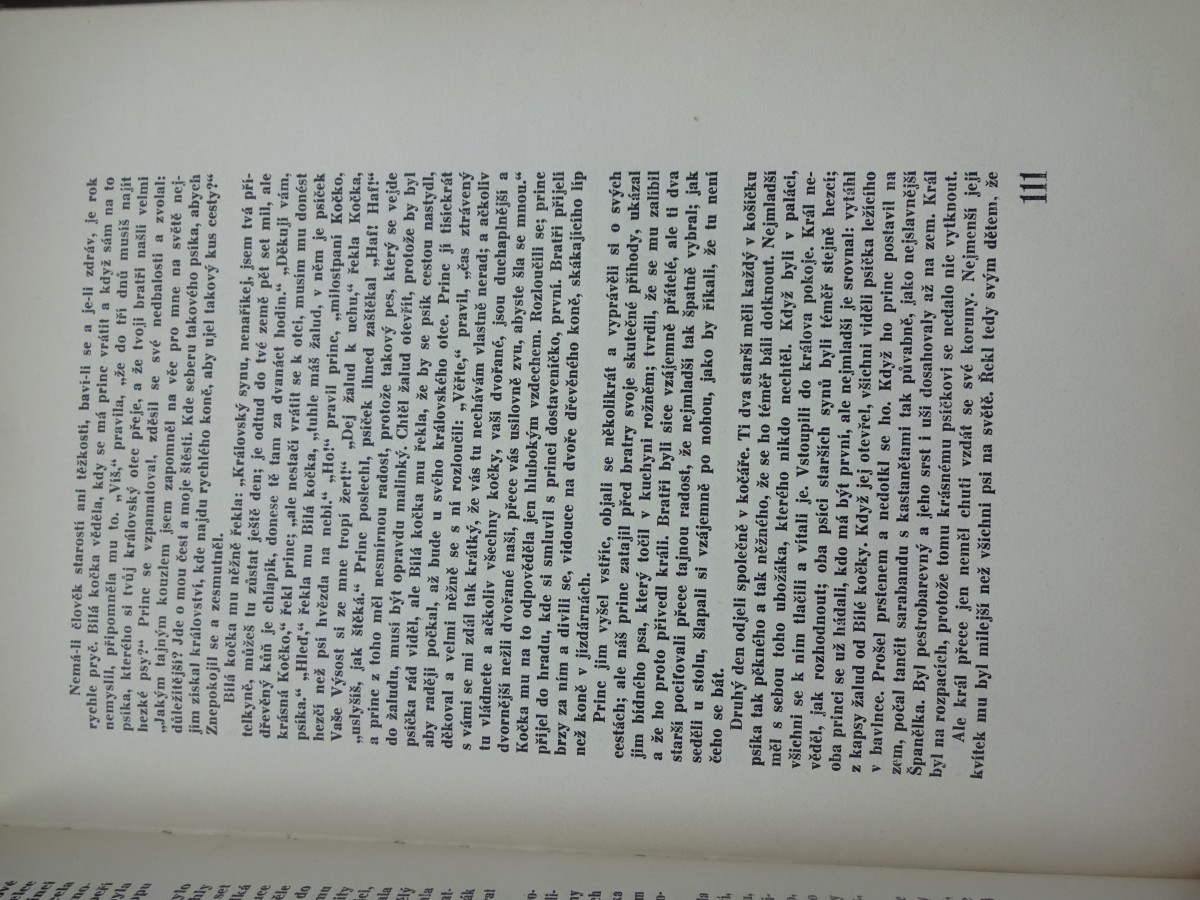 Nemá-li člověk starostí ani těžkostí, baví-li se a je-li zdráv, je rok
rychle pryč. Bílá kočka věděla, kdy se má princ vrátit a když sám na to
nemyslil, připomněla mu to. „Víš,“ pravila, „že do tří dnů musíš najít
psíka, kterého si tvůj královský otec přeje, a že tvoji bratři našli velmi
hezké psy?“ Princ se vzpamatoval, zděsil se své nedbalosti a zvolal:
„Jakým tajným kouzlem jsem zapomněl na věc pro mne na světě nej-
důležitější? Jde o mou čest a moje štěstí. Kde seberu takového psíka, abych
jím získal království, kde najdu rychlého koně, aby ujel takový kus cesty?“
Znepokojil se a zesmutněl.
Bílá kočka mu něžně řekla: „Královský synu, nenaříkej, jsem tvá pří-
telkyně, můžeš tu zůstat ještě den; je odtud do tvé země pět set mil, ale
dřevěný kůň je chlapík, donese tě tam za dvanáct hodin.“ „Děkuji vám,
krásná Kočko,“ řekl princ; „ale nestačí vrátit se k otci, musím mu donést
psíka.“ „Hleď,“ řekla mu Bílá kočka, „tuhle máš žalud, v něm je psíček
hezčí než psí hvězda na nebi.“ „Ho!“ pravil princ, „milostpaní Kočko,
Vaše Výsost si ze mne tropí žert!“ „Dej žalud k uchu,“ řekla Kočka,
„uslyšíš, jak štěká.“ Princ poslechl, psíček ihned zaštěkal „Haf! Haf!“
a princ z toho měl nesmírnou radost, protože takový pes, který se vejde
do žaludu, musí být opravdu malinký. Chtěl žalud otevřít, protože by byl
psíčka rád viděl, ale Bílá kočka mu řekla, že by se psík cestou nastydl,
aby raději počkal, až bude u svého královského otce. Princ jí tisíckrát
děkoval a velmi něžně se s ní rozloučil: „Věřte,“ pravil, „čas ztrávený
s vámi se mi zdál tak krátký, že vás tu nechávám vlastně nerad; a ačkoliv
tu vládnete a ačkoliv všechny kočky, vaši dvořané, jsou duchaplnější a
dvornější nežli dvořané naši, přece vás usilovně zvu, abyste šla se mnou.“
Kočka mu na to odpověděla jen hlubokým vzdechem. Rozloučili se; princ
přijel do hradu, kde si smluvil s princi dostaveníčko, první. Bratři přijeli
brzy za ním a divili se, vidouce na dvoře dřevěného koně, skákajícího líp
než koně v jízdárnách.
Princ jim vyšel vstříc, objali se několikrát a vyprávěli si o svých
cestách; ale náš princ zatajil před bratry svoje skutečné příhody, ukázal
jim bídného psa, který točil v kuchyni rožněm; tvrdil, že se mu zalíbil
a že ho proto přivedl králi. Bratři byli sice vzájemně přátelé, ale ti dva
starší pociťovali přece tajnou radost, že nejmladší tak špatně vybral; jak
seděli u stolu, šlapali si vzájemně po nohou, jako by říkali, že tu není
čeho se bát.
Druhý den odjeli společně v kočáře. Ti dva starší měli každý v košíčku
psíka tak pěkného a tak něžného, že se ho téměř báli dotknout. Nejmladší
měl s sebou toho ubožáka, kterého nikdo nechtěl. Když byli v paláci,
všichni se k nim tlačili a vítali je. Vstoupili do králova pokoje. Král ne-
věděl, jak rozhodnout; oba psíci starších synů byli téměř stejně hezcí;
oba princi se už hádali, kdo má být první, ale nejmladší je srovnal: vytáhl
z kapsy žalud od Bílé kočky. Když jej otevřel, všichni viděli psíčka ležícího
v bavlnce. Prošel prstenem a nedotkl se ho. Když ho princ postavil na
zem, počal tančit sarabandu s kastanětami tak půvabně, jako nejslavnější
Španělka. Byl pestrobarevný a jeho srst i uši dosahovaly až na zem. Král
byl na rozpacích, protože tomu krásnému psíčkovi se nedalo nic vytknout.
Ale král přece jen neměl chuti vzdát se své koruny. Nejmenší její
kvítek mu byl milejší než všichni psi na světě. Řekl tedy svým dětem, že
111